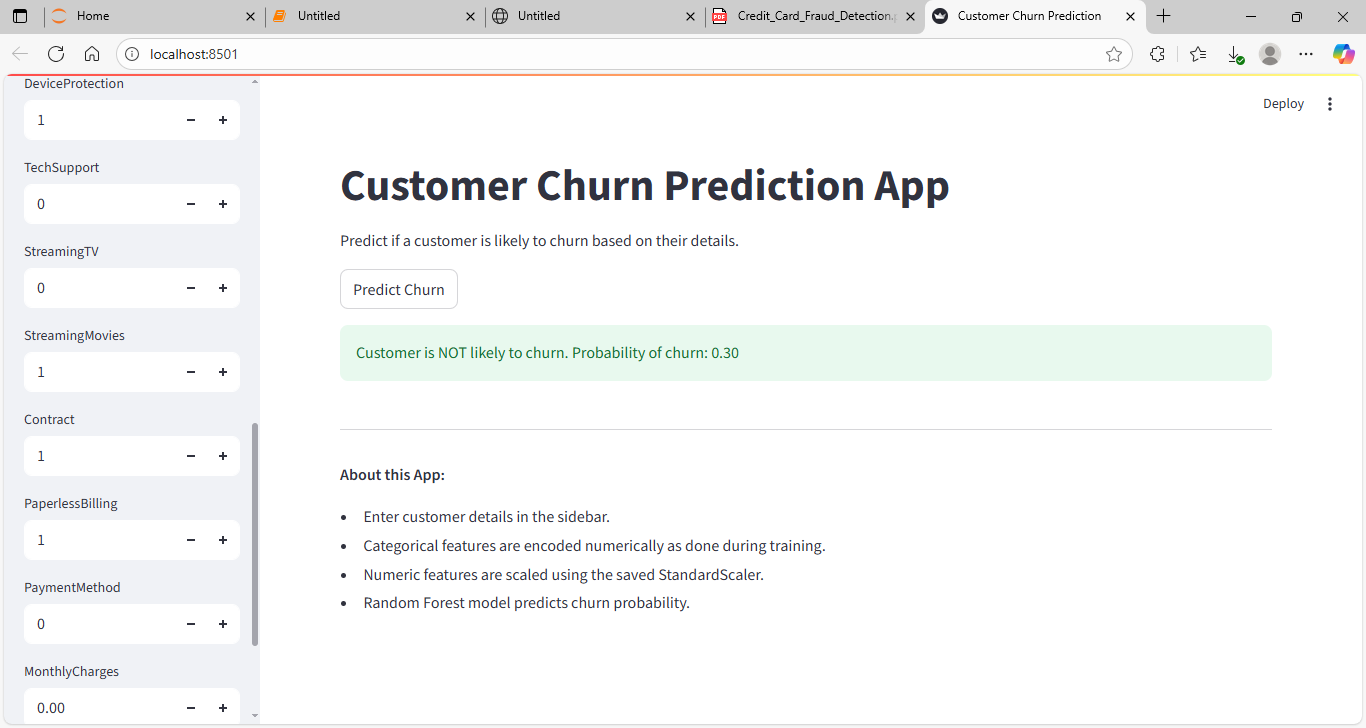 Home
Untitled
Untitled
Credit_Card_Fraud_Detection.p
Customer Churn Prediction
localhost:8501
DeviceProtection
1
TechSupport
0
StreamingTV
0
StreamingMovies
1
Contract
1
PaperlessBilling
1
PaymentMethod
0
MonthlyCharges
0.00
Deploy
Customer Churn Prediction App
Predict if a customer is likely to churn based on their details.
Predict Churn
Customer is NOT likely to churn. Probability of churn: 0.30
About this App:
Enter customer details in the sidebar.
Categorical features are encoded numerically as done during training.
Numeric features are scaled using the saved StandardScaler.
Random Forest model predicts churn probability.